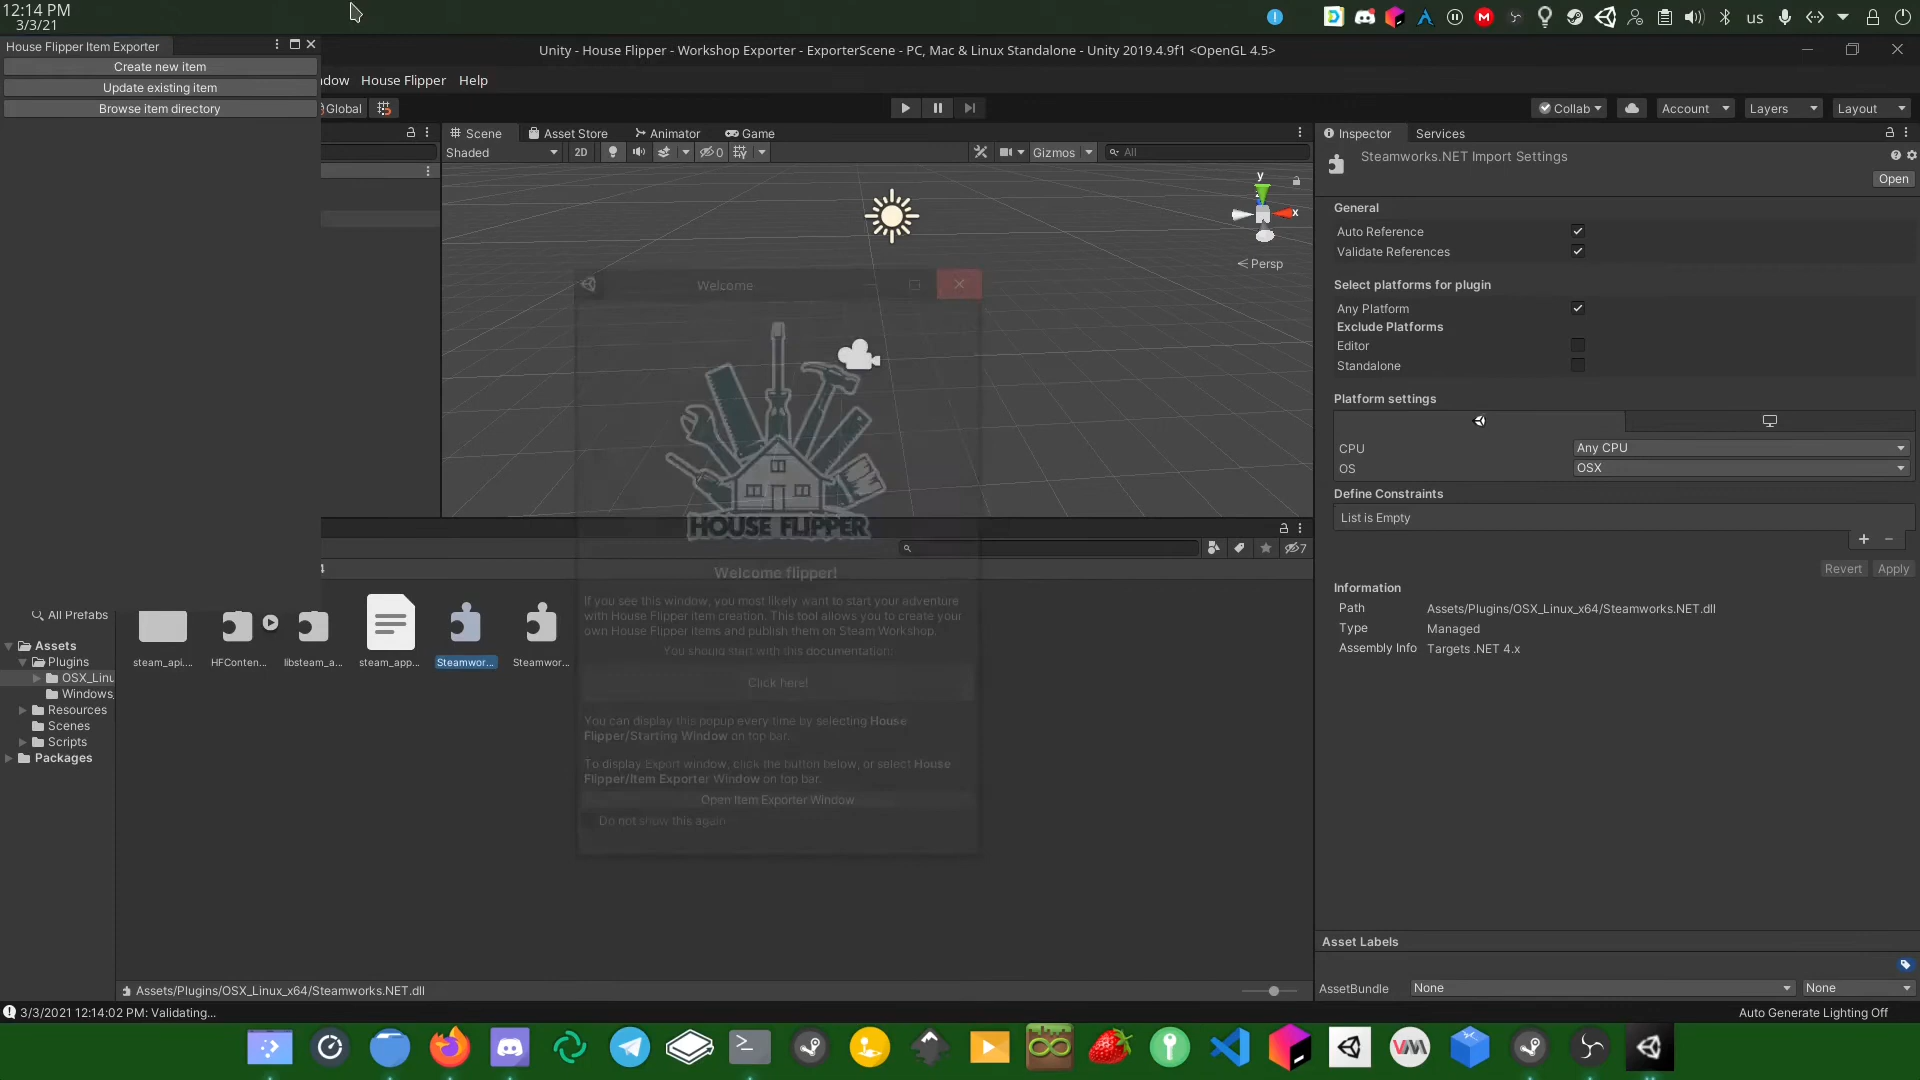 12:14 PM
3/3/21
us
House Flipper Item Exporter
Create new item
Update existing item
Browse item directory
Unity - House Flipper - Workshop Exporter - ExporterScene - PC, Mac & Linux Standalone - Unity 2019.4.9f1 <OpenGL 4.5>
ndow House Flipper Help
Global
Collab Account Layers Layout
Scene Asset Store Animator Game
Shaded 2D 0 Gizmos All
y
x
Persp
Inspector Services
Steamworks.NET Import Settings
Open
General
Auto Reference
Validate References
Select platforms for plugin
Any Platform
Exclude Platforms
Editor
Standalone
Platform settings
CPU Any CPU
OS OSX
Define Constraints
List is Empty
Revert Apply
Information
Path Assets/Plugins/OSX_Linux_x64/Steamworks.NET.dll
Type Managed
Assembly Info Targets .NET 4.x
Asset Labels
AssetBundle None None
Welcome
HOUSE FLIPPER
Welcome flipper!
If you see this window, you most likely want to start your adventure
with House Flipper item creation. This tool allows you to create your
own House Flipper items and publish them on Steam Workshop.
You should start with this documentation:
Click here!
You can display this popup every time by selecting House
Flipper/Starting Window on top bar.
To display Export window, click the button below, or select House
Flipper/Item Exporter Window on top bar.
Open Item Exporter Window
Do not show this again
4
7
All Prefabs
Assets
Plugins
OSX_Linu
Windows_
Resources
Scenes
Scripts
Packages
steam_api.... HFConten... libsteam_a... steam_app... Steamwor... Steamwor...
Assets/Plugins/OSX_Linux_x64/Steamworks.NET.dll
3/3/2021 12:14:02 PM: Validating...
Auto Generate Lighting Off